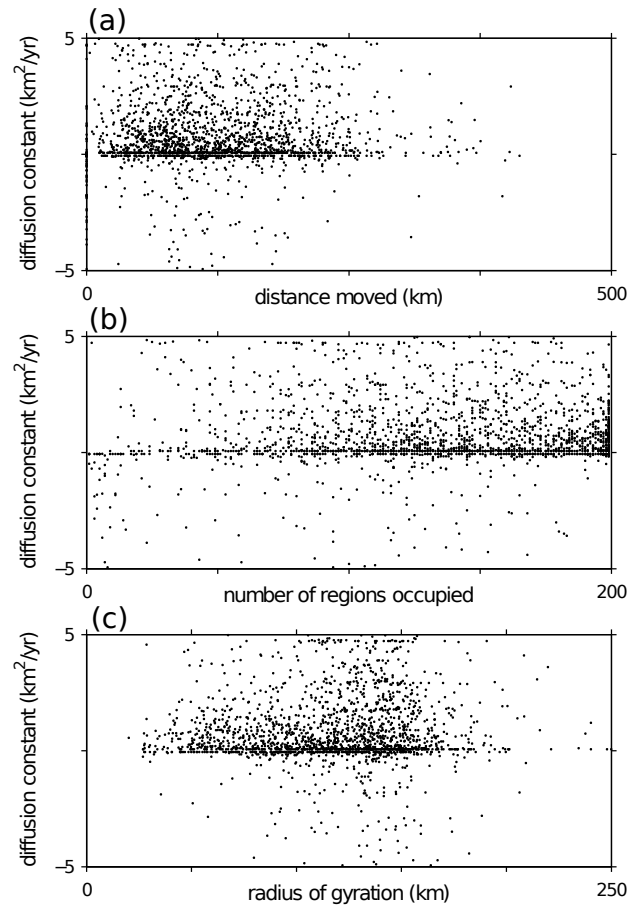 (a)
5
diffusion constant (km²/yr)
−5
0
distance moved (km)
500
(b)
5
diffusion constant (km²/yr)
−5
0
number of regions occupied
200
(c)
5
diffusion constant (km²/yr)
−5
0
radius of gyration (km)
250